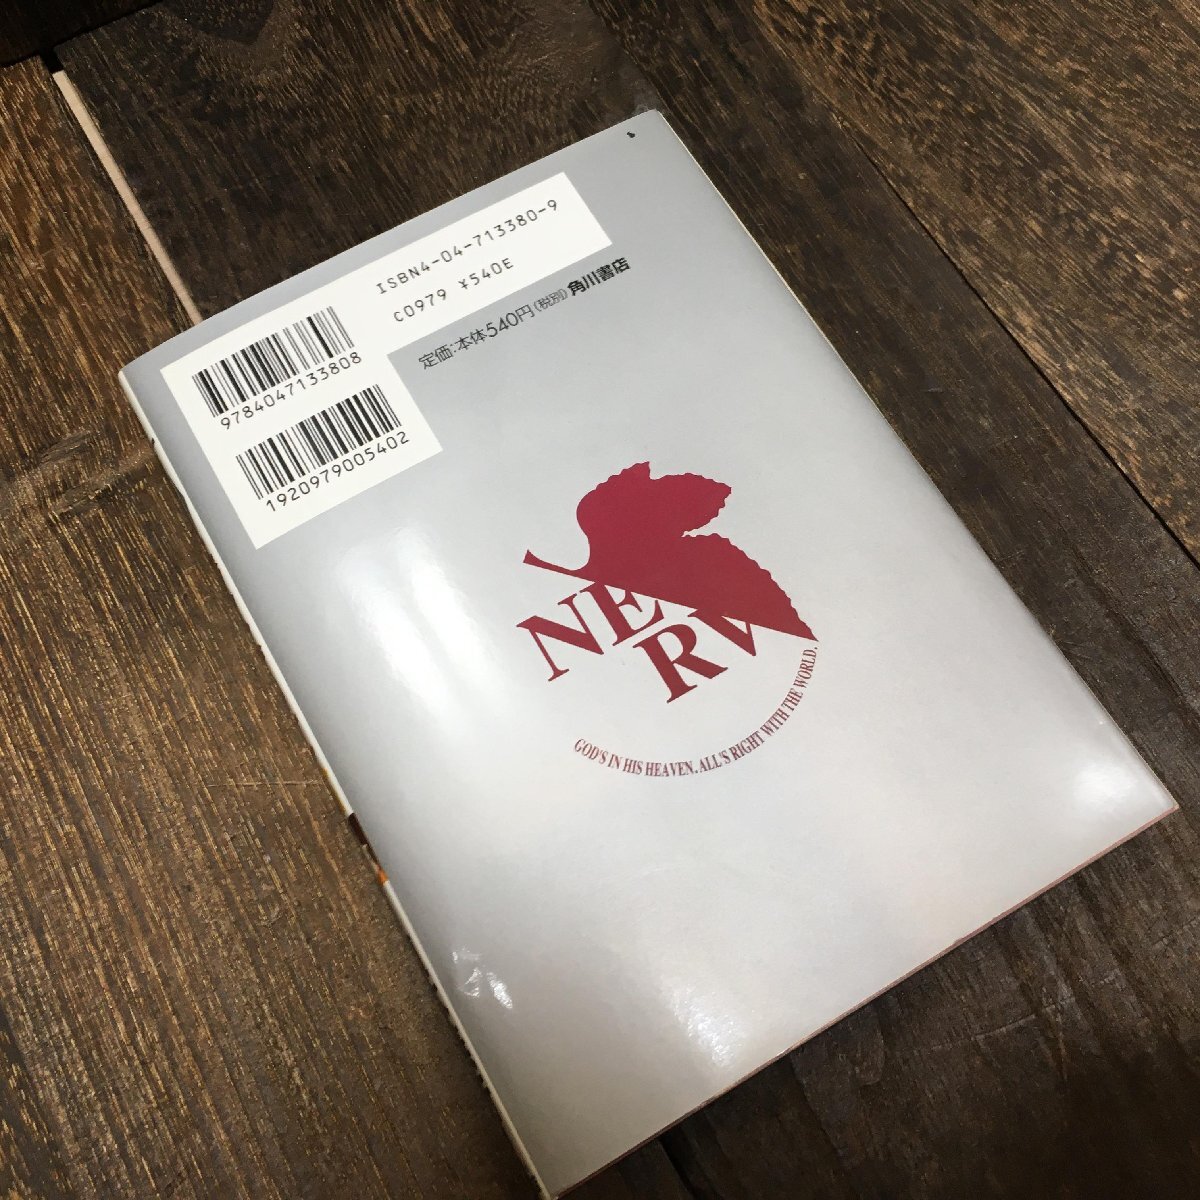 ISBN4-04-713380-9
C0979 ¥540E
定価:本体540円(税別)角川書店
9784047133808
1920979005402
NERV
GOD'S IN HIS HEAVEN. ALL'S RIGHT WITH THE WORLD.